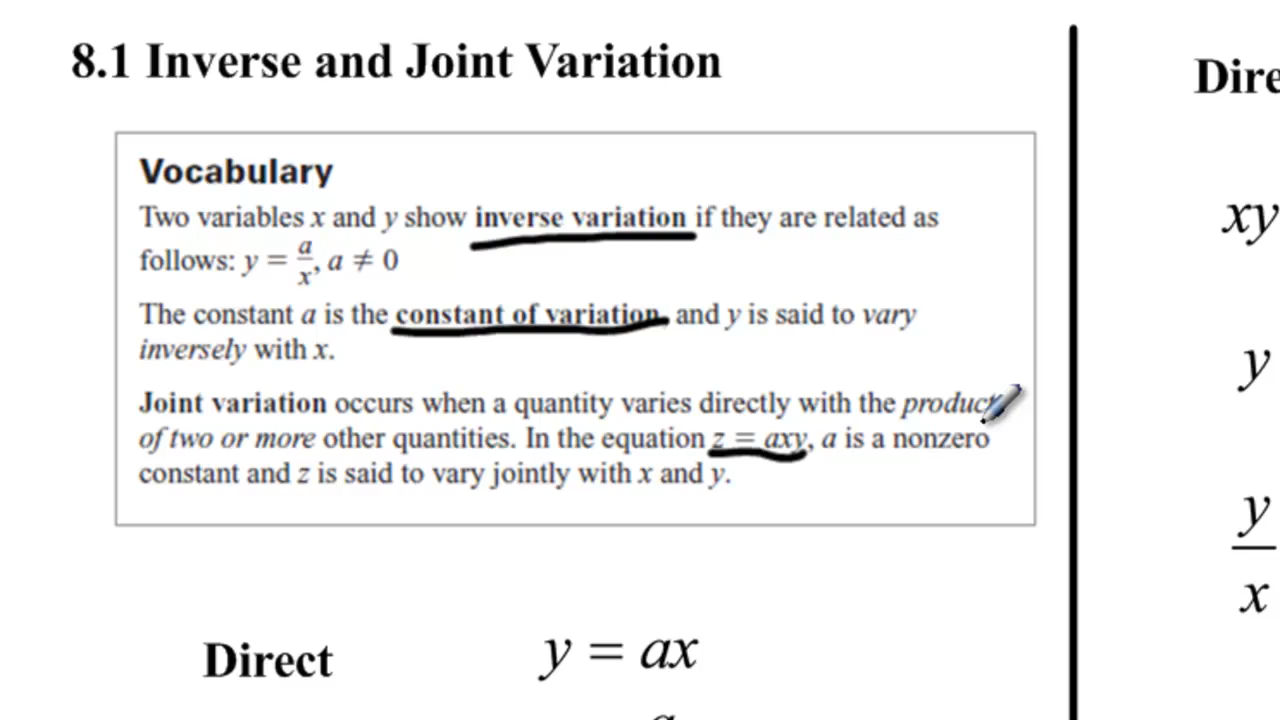 8.1 Inverse and Joint Variation
Vocabulary
Two variables x and y show inverse variation if they are related as
follows: y = a/x, a ≠ 0
The constant a is the constant of variation, and y is said to vary
inversely with x.
Joint variation occurs when a quantity varies directly with the product
of two or more other quantities. In the equation z = axy, a is a nonzero
constant and z is said to vary jointly with x and y.
Direct y = ax
a
Dire
xy
y
y/x